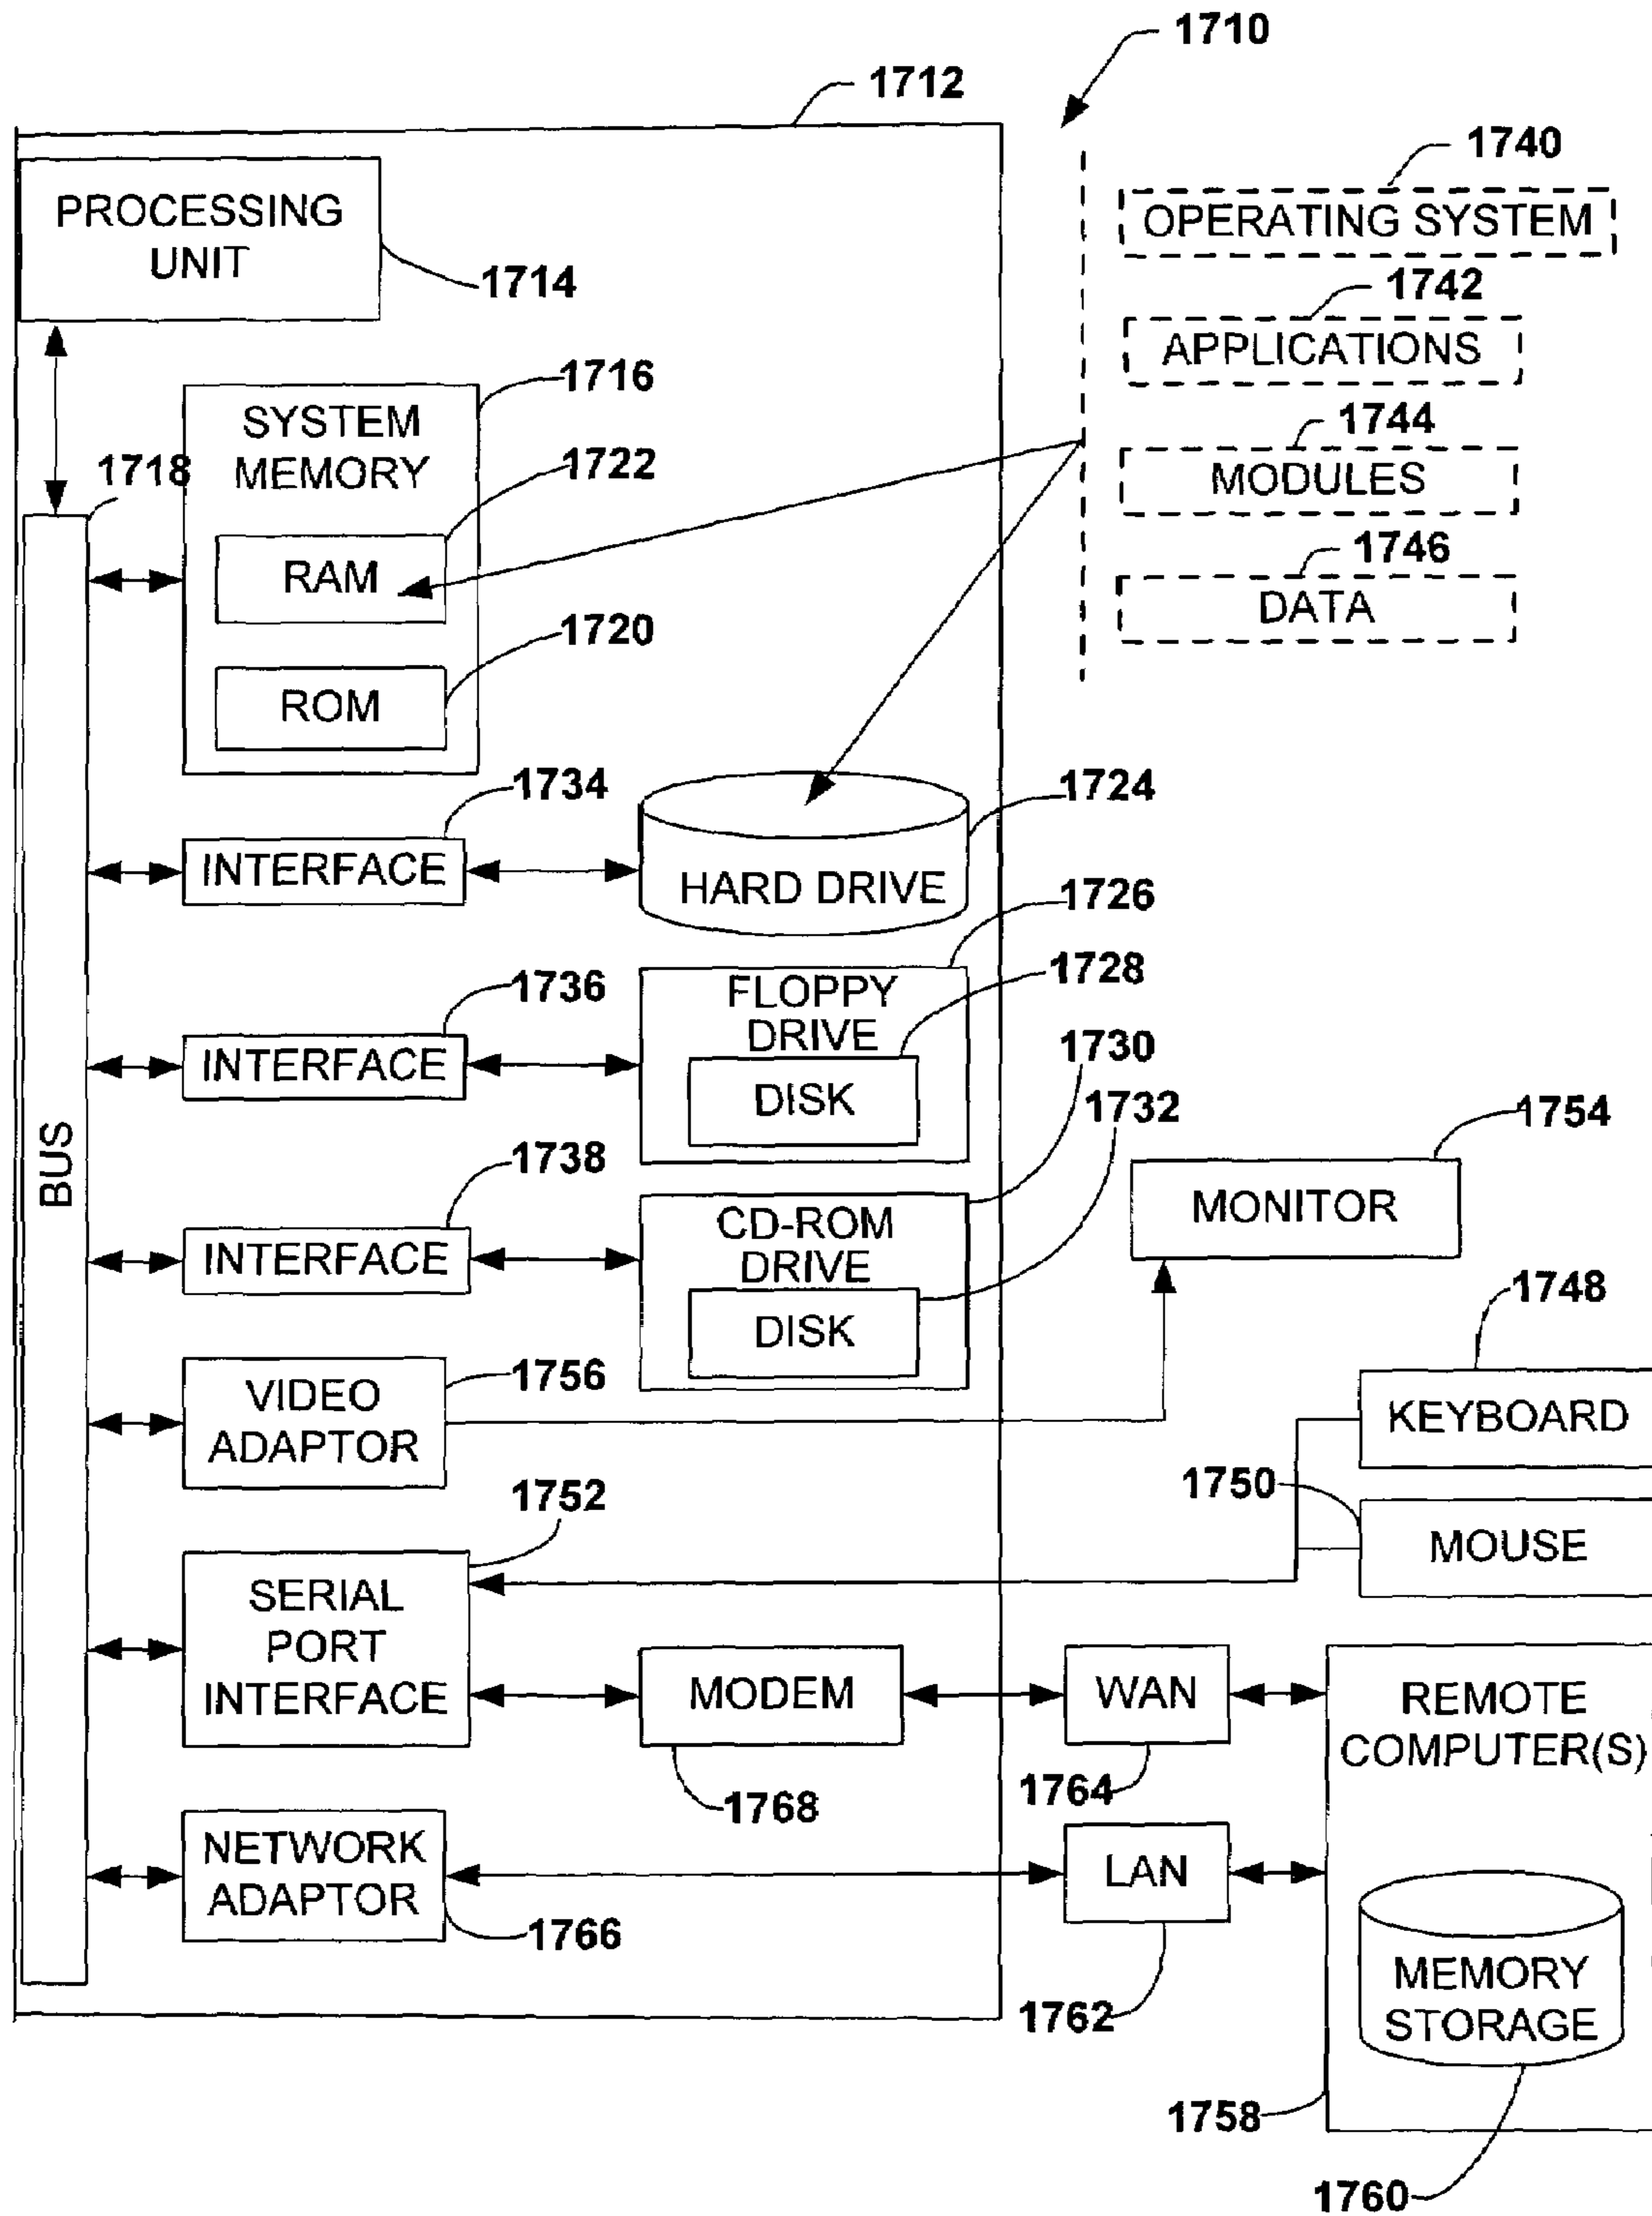 1710
1712
1740
OPERATING SYSTEM
1742
APPLICATIONS
1744
MODULES
1746
DATA
PROCESSING
UNIT
1714
1716
SYSTEM
MEMORY
1718
1722
RAM
1720
ROM
1734
INTERFACE
1724
HARD DRIVE
1726
1736
INTERFACE
FLOPPY
DRIVE
1728
DISK
1730
1732
BUS
1738
INTERFACE
CD-ROM
DRIVE
DISK
1754
MONITOR
1748
KEYBOARD
1756
VIDEO
ADAPTOR
1750
MOUSE
1752
SERIAL
PORT
INTERFACE
MODEM
1768
WAN
1764
REMOTE
COMPUTER(S)
NETWORK
ADAPTOR
1766
LAN
1762
MEMORY
STORAGE
1758
1760